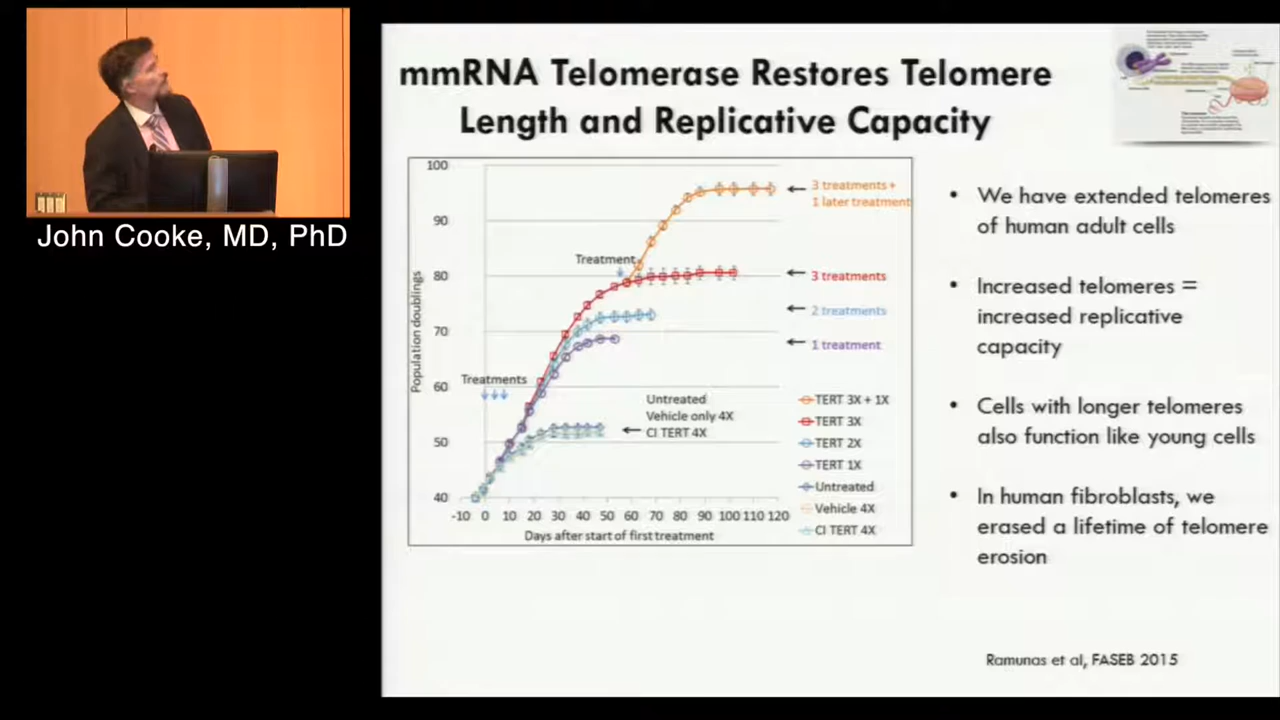 John Cooke, MD, PhD
mmRNA Telomerase Restores Telomere
Length and Replicative Capacity
100
90
80
70
60
50
40
Population doublings
-10 0 10 20 30 40 50 60 70 80 90 100 110 120
Days after start of first treatment
Treatments
Treatment
3 treatments +
1 later treatment
3 treatments
2 treatments
1 treatment
Untreated
Vehicle only 4X
CI TERT 4X
TERT 3X + 1X
TERT 3X
TERT 2X
TERT 1X
Untreated
Vehicle 4X
CI TERT 4X
• We have extended telomeres
of human adult cells
• Increased telomeres =
increased replicative
capacity
• Cells with longer telomeres
also function like young cells
• In human fibroblasts, we
erased a lifetime of telomere
erosion
Ramunas et al, FASEB 2015